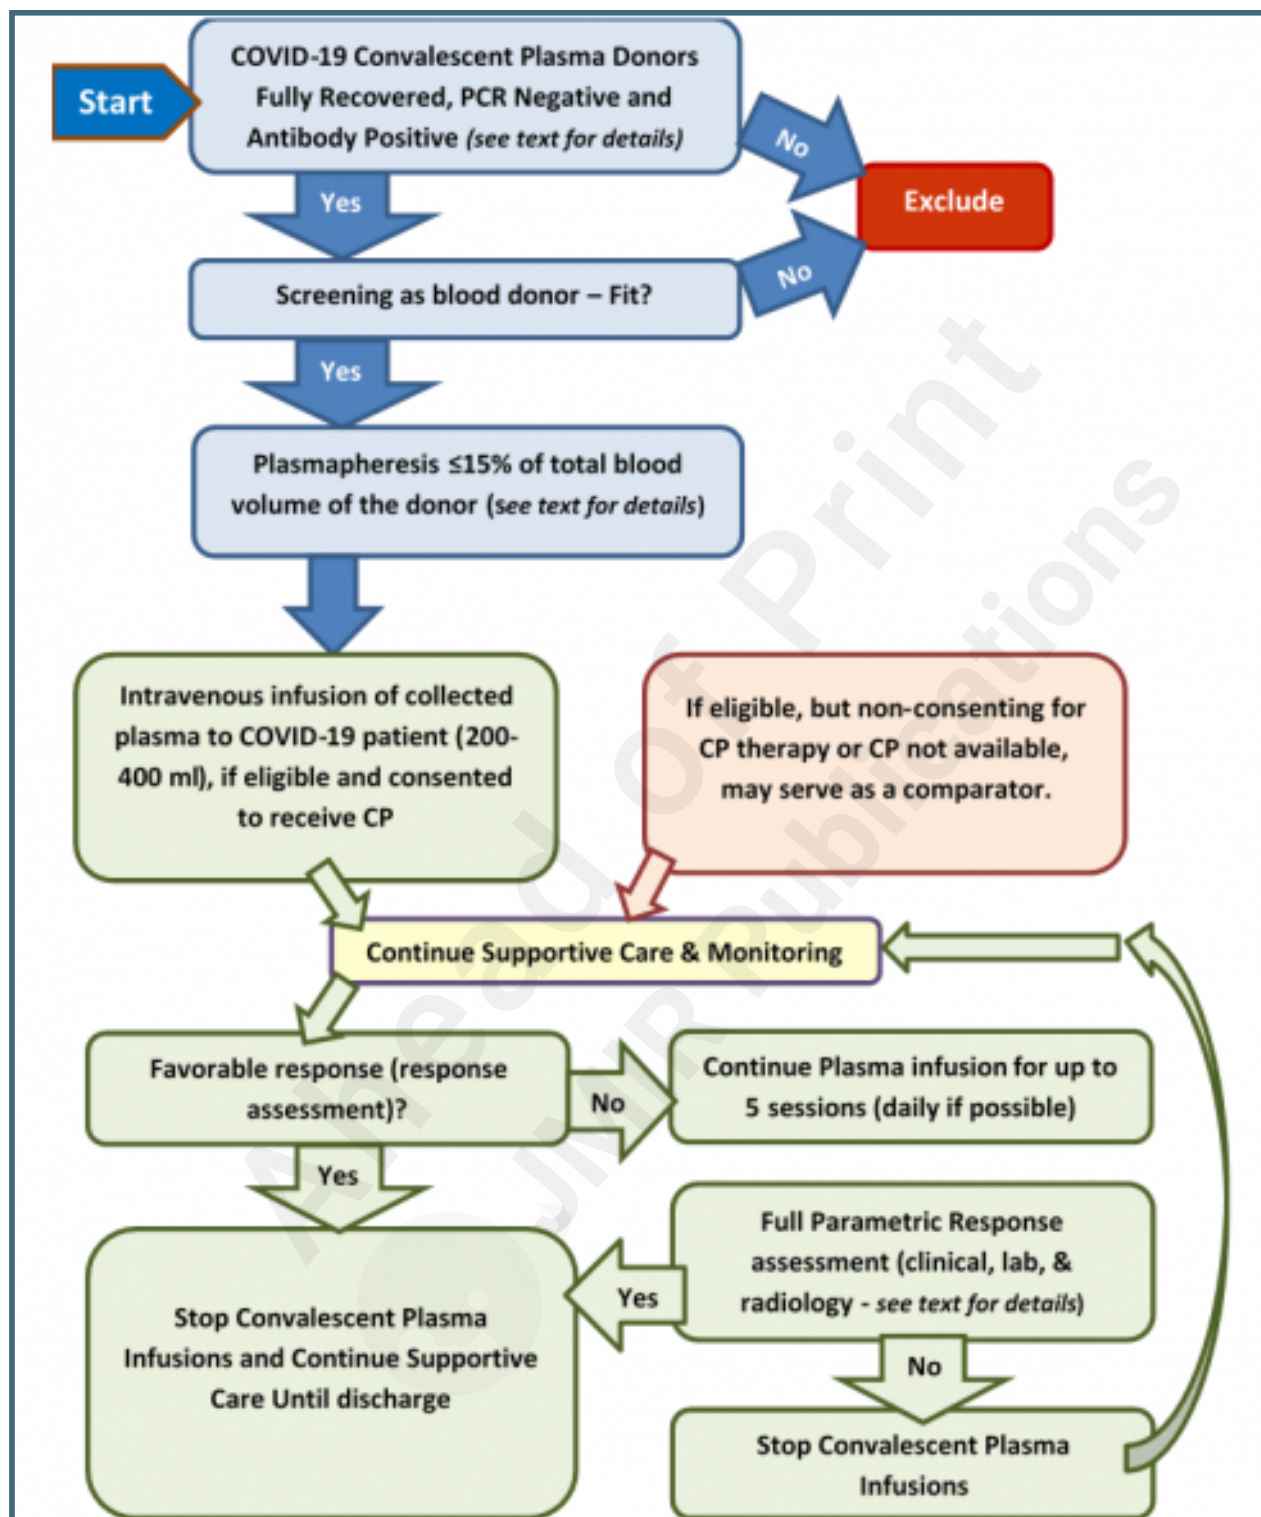 Start
COVID-19 Convalescent Plasma Donors
Fully Recovered, PCR Negative and
Antibody Positive (see text for details)
No
Yes
Exclude
Screening as blood donor – Fit?
No
Yes
Plasmapheresis ≤15% of total blood
volume of the donor (see text for details)
Intravenous infusion of collected
plasma to COVID-19 patient (200-
400 ml), if eligible and consented
to receive CP
If eligible, but non-consenting for
CP therapy or CP not available,
may serve as a comparator.
Continue Supportive Care & Monitoring
Favorable response (response
assessment)?
No
Continue Plasma infusion for up to
5 sessions (daily if possible)
Yes
Full Parametric Response
assessment (clinical, lab, &
radiology - see text for details)
Yes
Stop Convalescent Plasma
Infusions and Continue Supportive
Care Until discharge
No
Stop Convalescent Plasma
Infusions
Ahead of Print
JMIR Publications